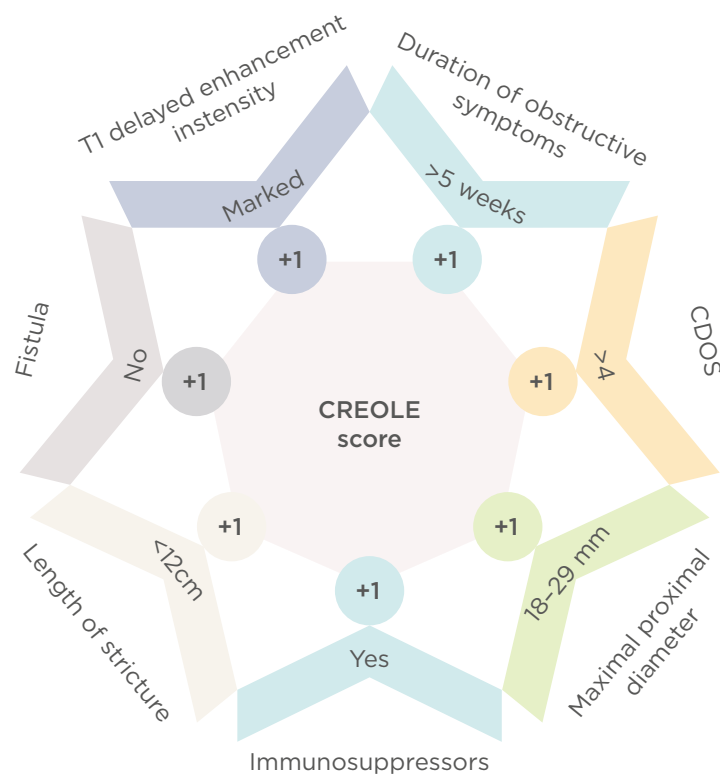 T1 delayed enhancement
instensity
Marked
+1
Duration of obstructive
symptoms
>5 weeks
+1
CDOS
>4
+1
Maximal proximal
diameter
18–29 mm
+1
Immunosuppressors
Yes
+1
Length of stricture
<12cm
+1
Fistula
No
+1
CREOLE
score